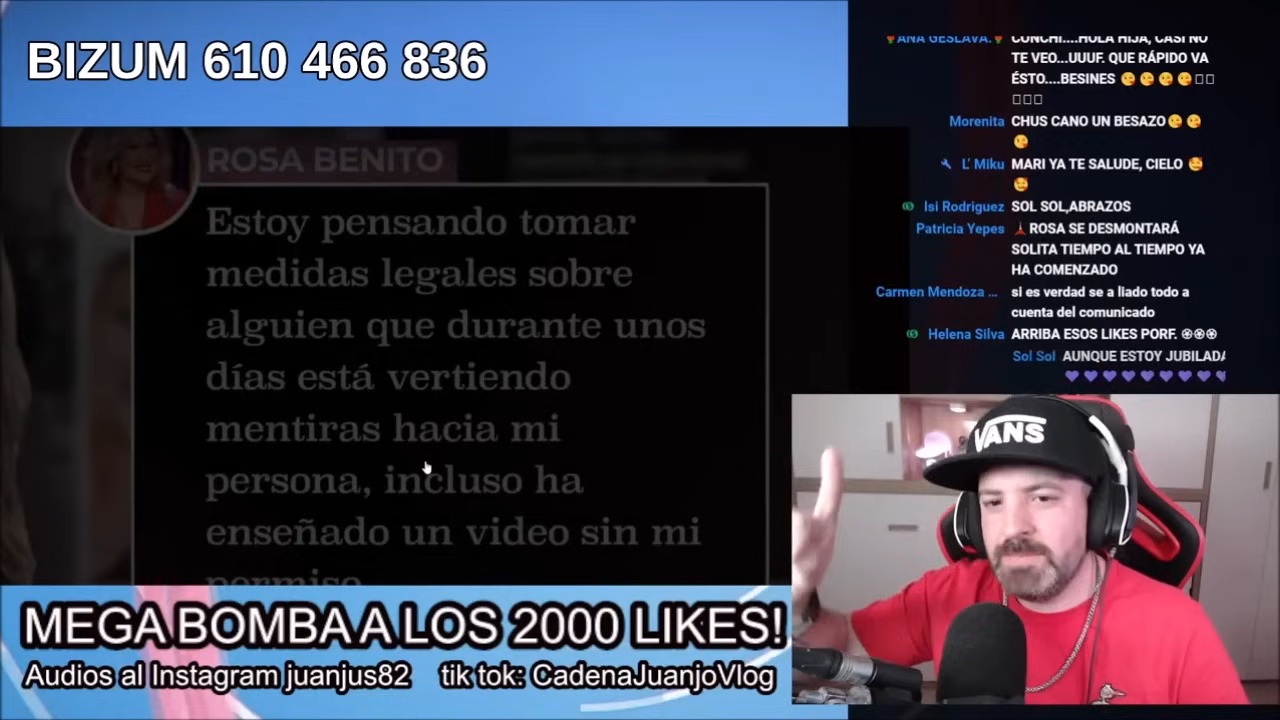 BIZUM 610 466 836
ROSA BENITO
Estoy pensando tomar
medidas legales sobre
alguien que durante unos
días está vertiendo
mentiras hacia mi
persona, incluso ha
enseñado un video sin mi
permiso
MEGA BOMBA A LOS 2000 LIKES!
Audios al Instagram juanjus82 tik tok: CadenaJuanjoVlog
ANA GESLAVA. CONCHI....HOLA HIJA, CASI NO
TE VEO...UUUF. QUE RÁPIDO VA
ÉSTO....BESINES 😘😘😘😘
Morenita CHUS CANO UN BESAZO😘😘
😘
L' Miku MARI YA TE SALUDE, CIELO 🥰
🥰
Isi Rodriguez SOL SOL,ABRAZOS
Patricia Yepes 🗼ROSA SE DESMONTARÁ
SOLITA TIEMPO AL TIEMPO YA
HA COMENZADO
Carmen Mendoza ... si es verdad se a liado todo a
cuenta del comunicado
Helena Silva ARRIBA ESOS LIKES PORF. 
Sol Sol AUNQUE ESTOY JUBILADA
💜💜💜💜💜💜💜💜💜
VANS